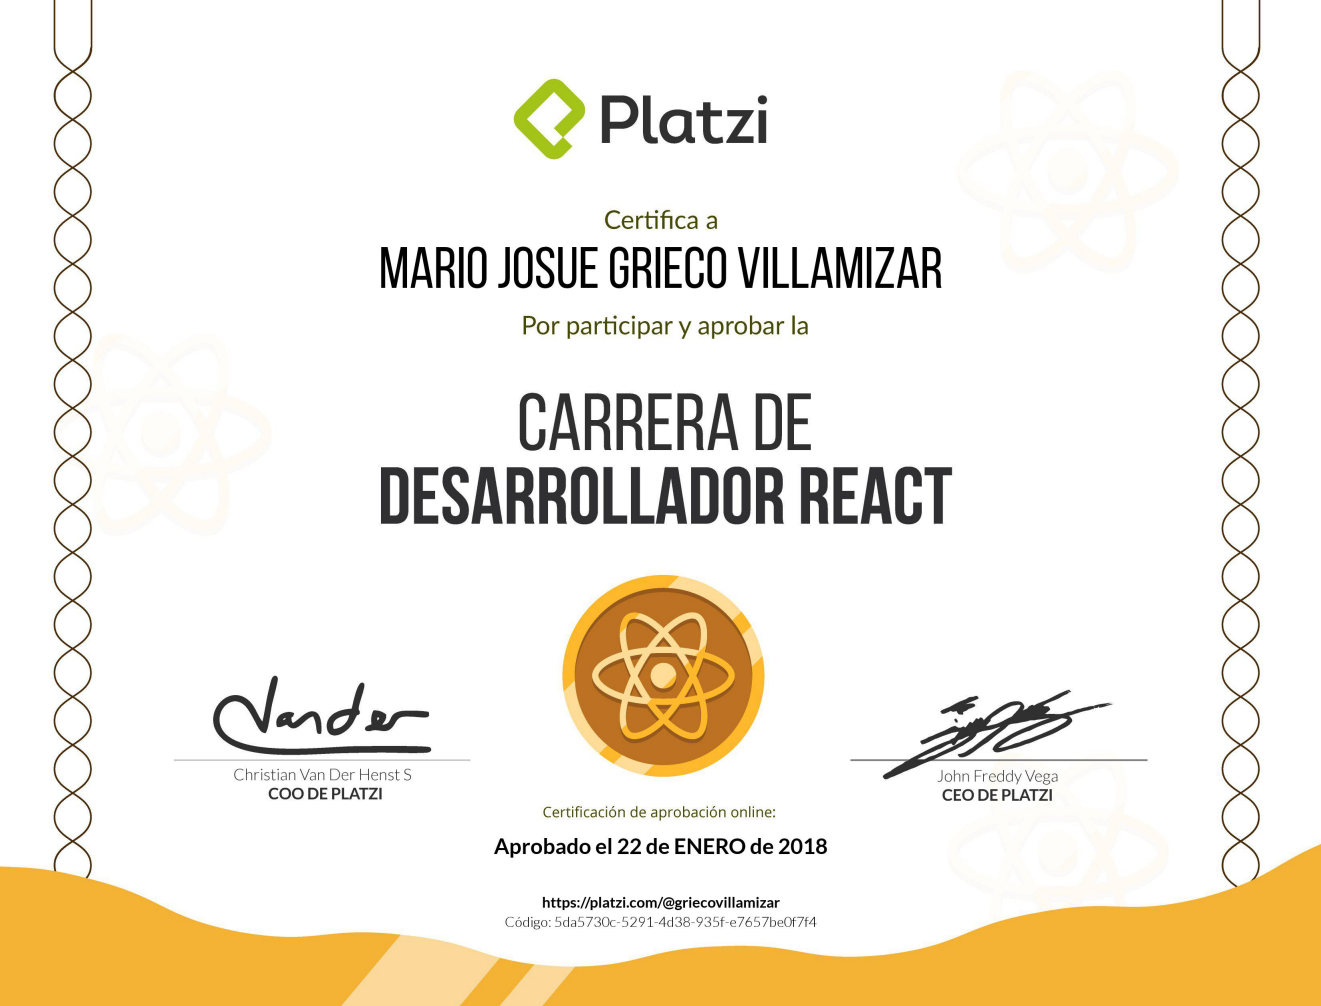 Platzi
Certifica a
MARIO JOSUE GRIECO VILLAMIZAR
Por participar y aprobar la
CARRERA DE
DESARROLLADOR REACT
Vander
Christian Van Der Henst S
COO DE PLATZI
John Freddy Vega
CEO DE PLATZI
Certificación de aprobación online:
Aprobado el 22 de ENERO de 2018
https://platzi.com/@griecovillamizar
Código: 5da5730c-5291-4d38-935f-e7657be0f7f4